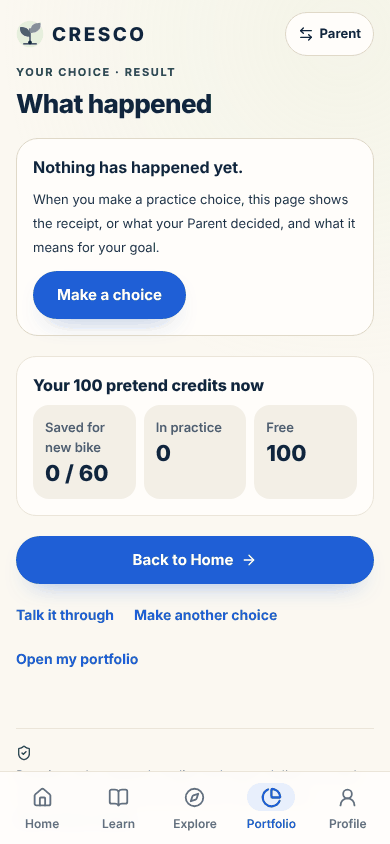 CRESCO
Parent
YOUR CHOICE · RESULT
What happened
Nothing has happened yet.
When you make a practice choice, this page shows
the receipt, or what your Parent decided, and what it
means for your goal.
Make a choice
Your 100 pretend credits now
Saved for
new bike
0 / 60
In practice
0
Free
100
Back to Home
Talk it through
Make another choice
Open my portfolio
Home
Learn
Explore
Portfolio
Profile